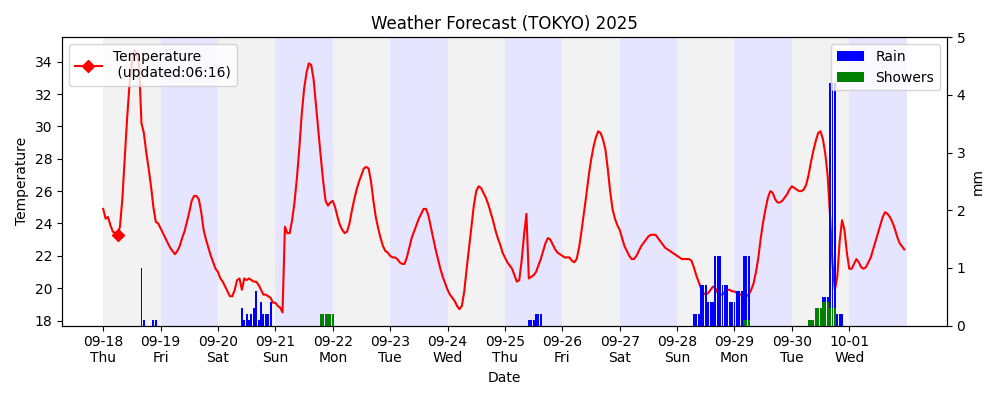 Weather Forecast (TOKYO) 2025
Temperature
(updated:06:16)
Rain
Showers
Temperature
34
32
30
28
26
24
22
20
18
5
4
3
2
1
0
mm
09-18 09-19 09-20 09-21 09-22 09-23 09-24 09-25 09-26 09-27 09-28 09-29 09-30 10-01
Thu Fri Sat Sun Mon Tue Wed Thu Fri Sat Sun Mon Tue Wed
Date